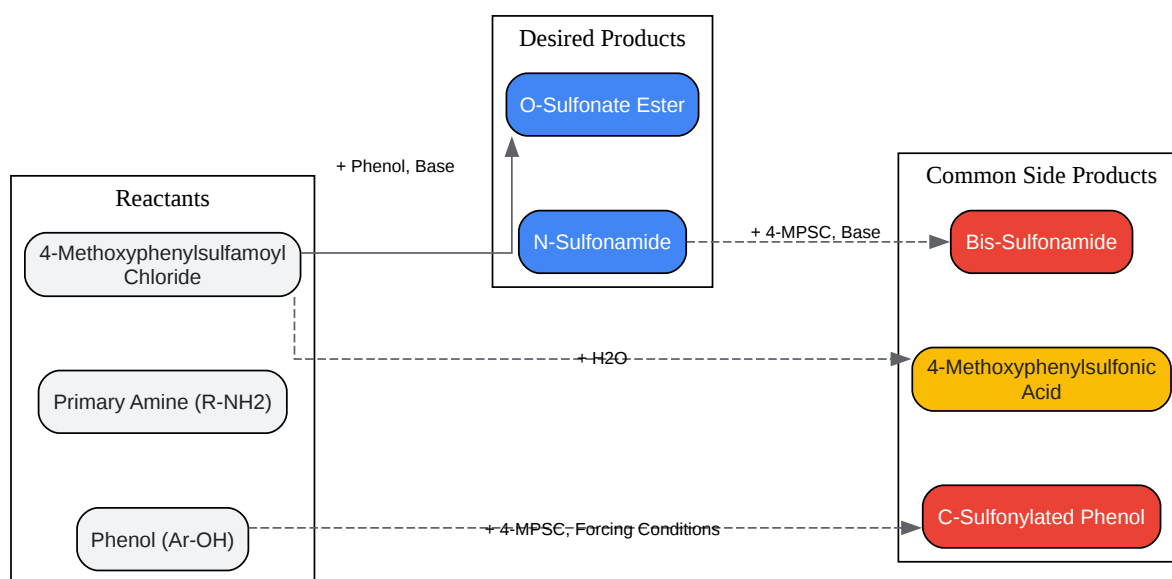 Desired Products
O-Sulfonate Ester
+ Phenol, Base
Common Side Products
Reactants
4-Methoxyphenylsulfamoyl
Chloride
N-Sulfonamide
+ 4-MPSC, Base
Bis-Sulfonamide
+ H2O
4-Methoxyphenylsulfonic
Acid
Primary Amine (R-NH2)
Phenol (Ar-OH)
+ 4-MPSC, Forcing Conditions
C-Sulfonylated Phenol